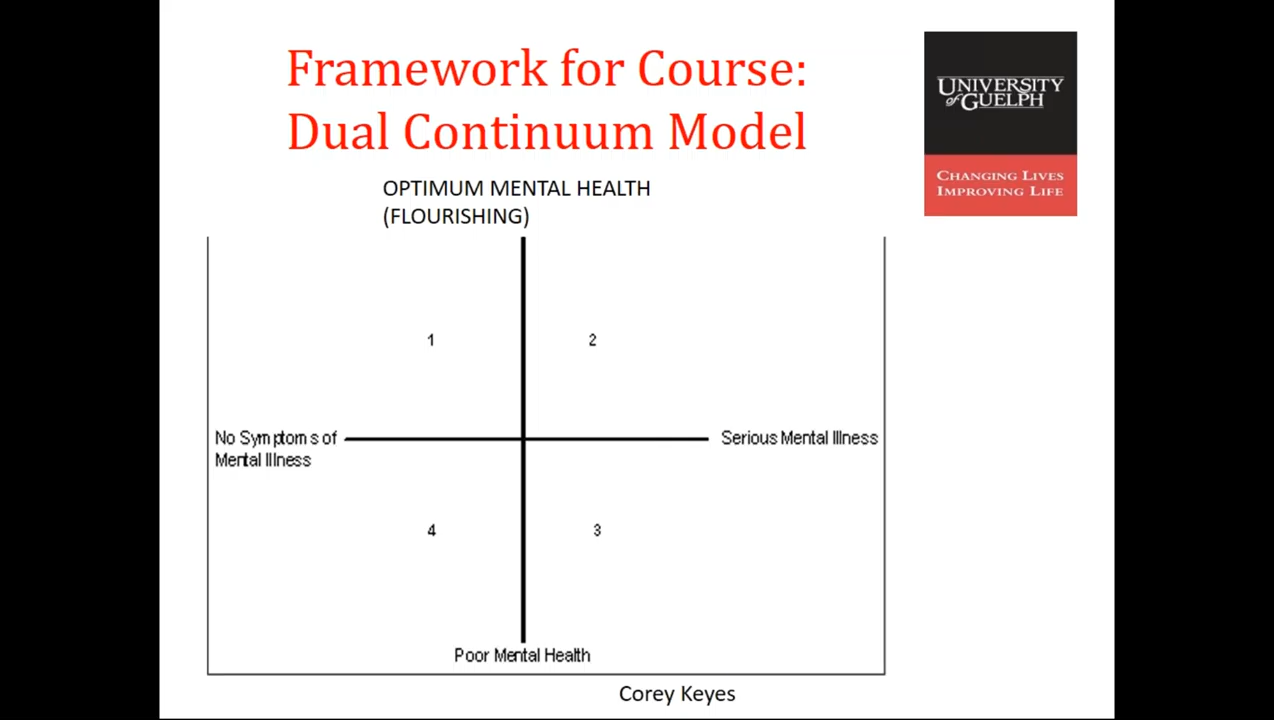 Framework for Course:
Dual Continuum Model
UNIVERSITY
of GUELPH
CHANGING LIVES
IMPROVING LIFE
OPTIMUM MENTAL HEALTH
(FLOURISHING)
1
2
No Symptoms of
Mental Illness
Serious Mental Illness
4
3
Poor Mental Health
Corey Keyes